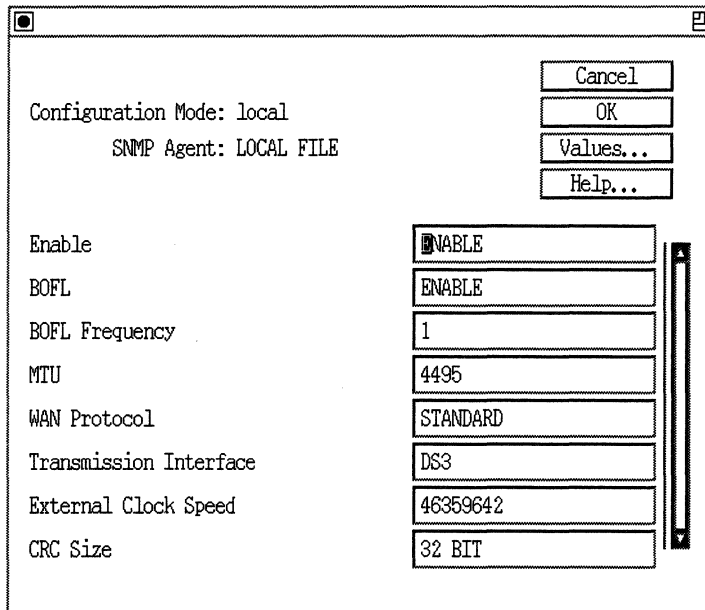 Cancel
Configuration Mode: local
OK
SNMP Agent: LOCAL FILE
Values...
Help...
Enable ENABLE
BOFL ENABLE
BOFL Frequency 1
MTU 4495
WAN Protocol STANDARD
Transmission Interface DS3
External Clock Speed 46359642
CRC Size 32 BIT